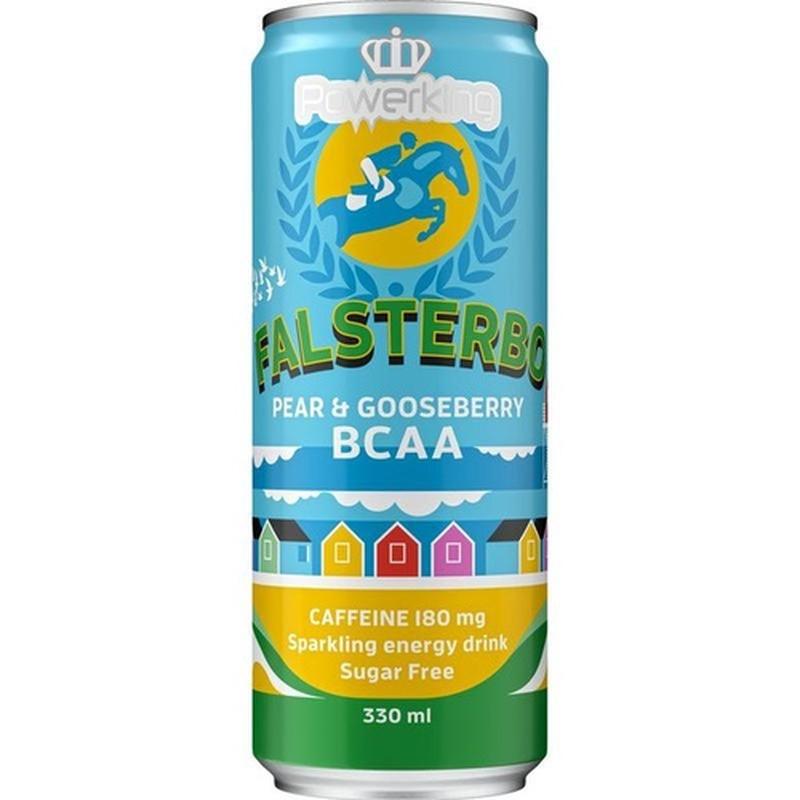 Powerking
FALSTERBO
PEAR & GOOSEBERRY
BCAA
CAFFEINE 180 mg
Sparkling energy drink
Sugar Free
330 ml